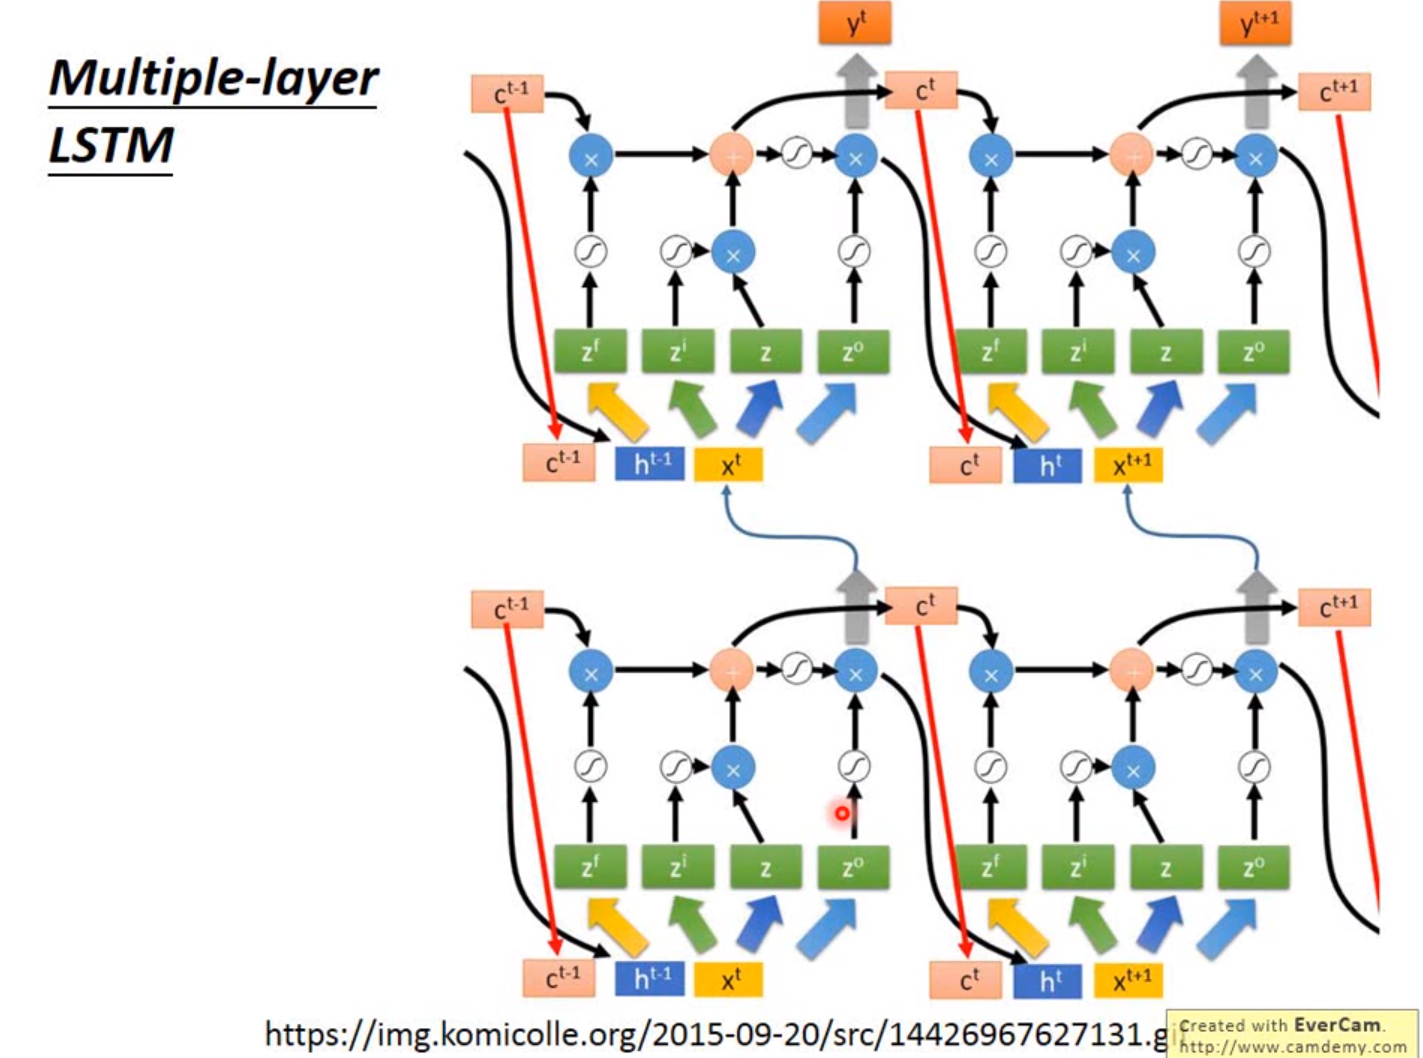 Multiple-layer
LSTM
y^t y^{t+1}
c^{t-1} c^t c^{t+1}
× + × × + ×
× ×
z^f z^i z z^o z^f z^i z z^o
c^{t-1} h^{t-1} x^t c^t h^t x^{t+1}
c^{t-1} c^t c^{t+1}
× + × × + ×
× ×
z^f z^i z z^o z^f z^i z z^o
c^{t-1} h^{t-1} x^t c^t h^t x^{t+1}
https://img.komicolle.org/2015-09-20/src/14426967627131.gi
Created with EverCam.
http://www.camdemy.com